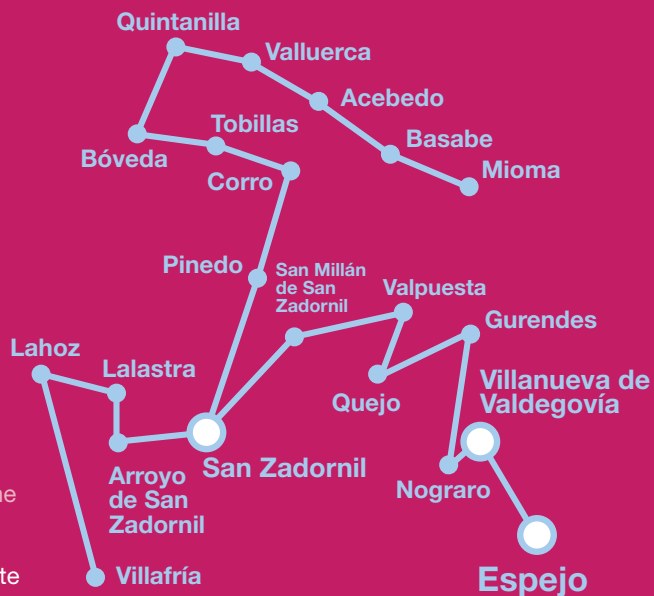 Quintanilla
Valluerca
Acebedo
Tobillas
Basabe
Bóveda
Mioma
Corro
Pinedo
San Millán
de San
Zadornil
Valpuesta
Gurendes
Lahoz
Lalastra
Quejo
Villanueva de
Valdegovía
San Zadornil
Arroyo
de San
Zadornil
Nograro
Villafría
Espejo